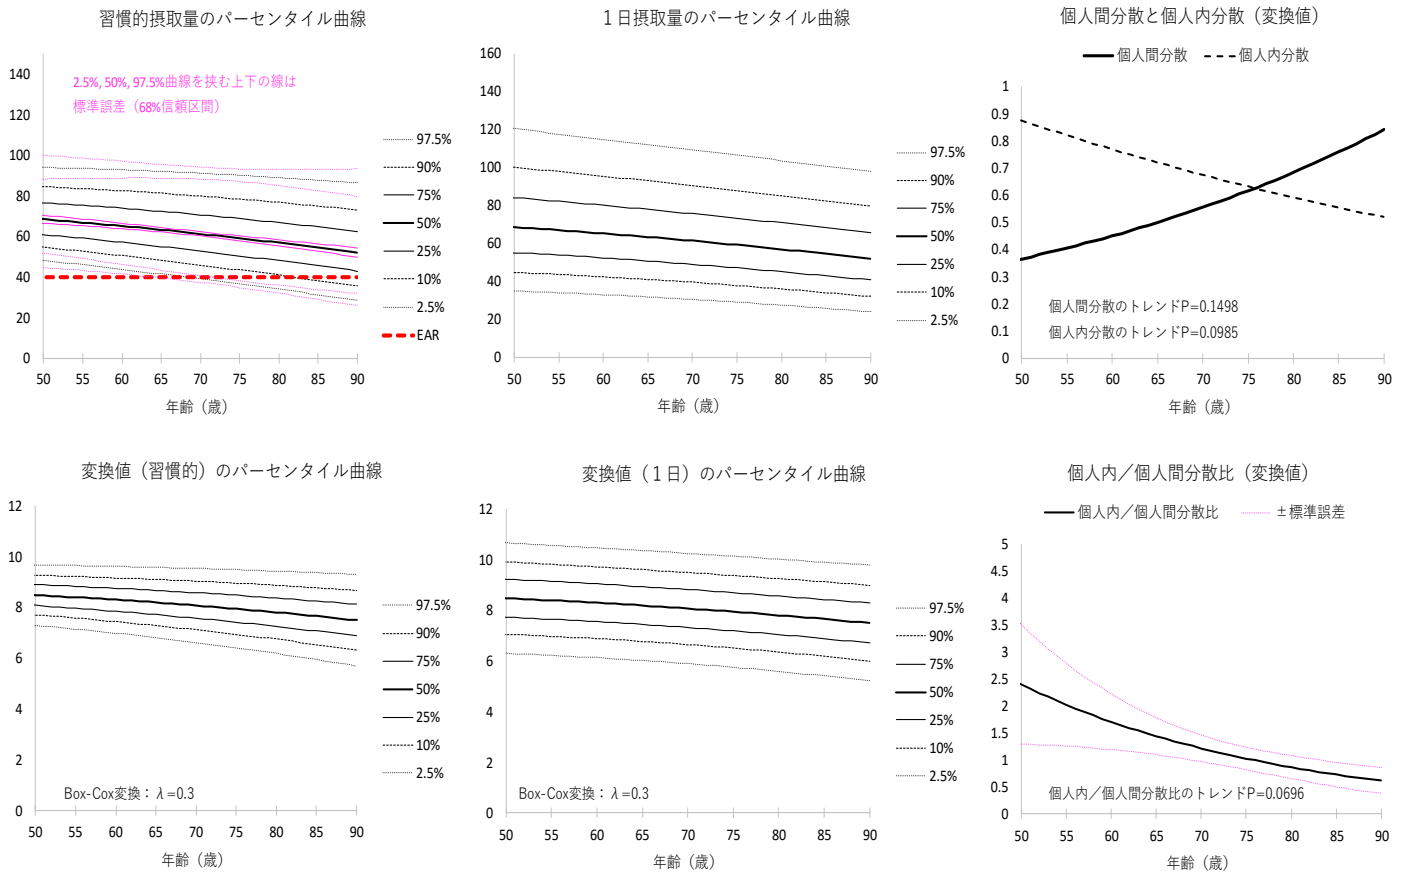 習慣的摂取量のパーセンタイル曲線
2.5%, 50%, 97.5%曲線を挟む上下の線は
標準誤差（68%信頼区間）
140
120
100
80
60
40
20
0
50 55 60 65 70 75 80 85 90
年齢（歳）
97.5%
90%
75%
50%
25%
10%
2.5%
EAR
１日摂取量のパーセンタイル曲線
160
140
120
100
80
60
40
20
0
50 55 60 65 70 75 80 85 90
年齢（歳）
97.5%
90%
75%
50%
25%
10%
2.5%
個人間分散と個人内分散（変換値）
個人間分散 個人内分散
1
0.9
0.8
0.7
0.6
0.5
0.4
0.3
0.2
0.1
0
個人間分散のトレンドP=0.1498
個人内分散のトレンドP=0.0985
50 55 60 65 70 75 80 85 90
年齢（歳）
変換値（習慣的）のパーセンタイル曲線
12
10
8
6
4
2
0
Box-Cox変換：λ=0.3
50 55 60 65 70 75 80 85 90
年齢（歳）
97.5%
90%
75%
50%
25%
10%
2.5%
変換値（１日）のパーセンタイル曲線
12
10
8
6
4
2
0
Box-Cox変換：λ=0.3
50 55 60 65 70 75 80 85 90
年齢（歳）
97.5%
90%
75%
50%
25%
10%
2.5%
個人内／個人間分散比（変換値）
個人内／個人間分散比 ±標準誤差
5
4.5
4
3.5
3
2.5
2
1.5
1
0.5
0
個人内／個人間分散比のトレンドP=0.0696
50 55 60 65 70 75 80 85 90
年齢（歳）